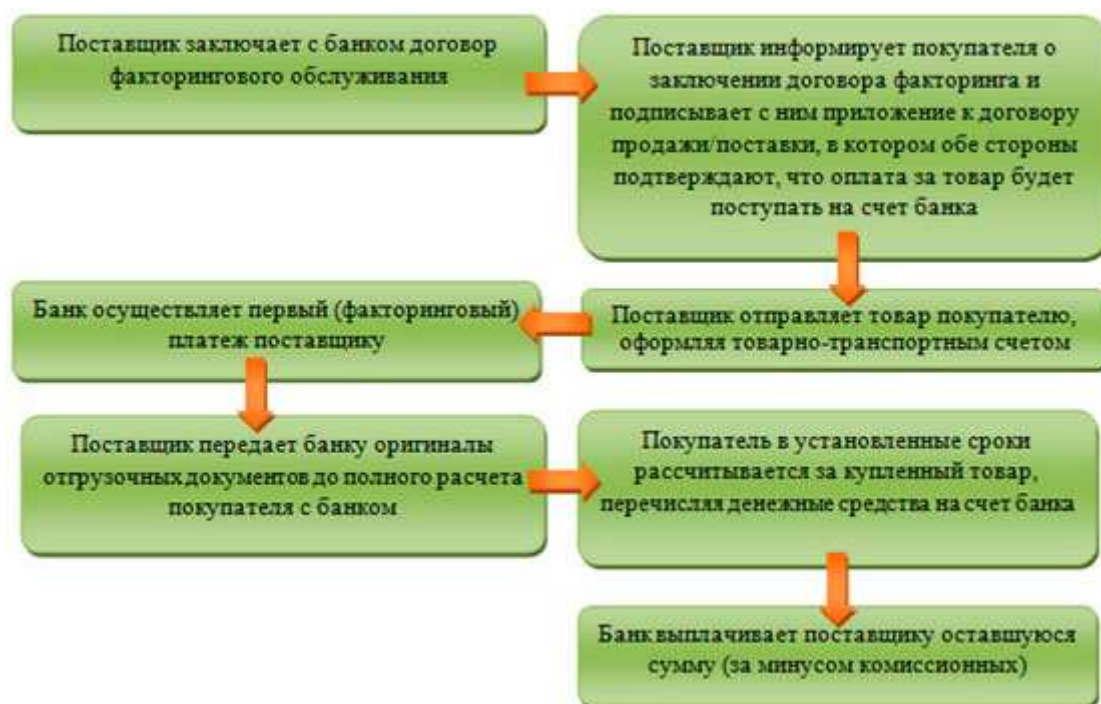 Поставщик заключает с банком договор
факторингового обслуживания
Поставщик информирует покупателя о
заключении договора факторинга и
подписывает с ним приложение к договору
продажи/поставки, в котором обе стороны
подтверждают, что оплата за товар будет
поступать на счет банка
Поставщик отправляет товар покупателю,
оформляя товарно-транспортным счетом
Банк осуществляет первый (факторинговый)
платеж поставщику
Поставщик передает банку оригиналы
отгрузочных документов до полного расчета
покупателя с банком
Покупатель в установленные сроки
рассчитывается за купленный товар,
перечисляя денежные средства на счет банка
Банк выплачивает поставщику оставшуюся
сумму (за минусом комиссионных)